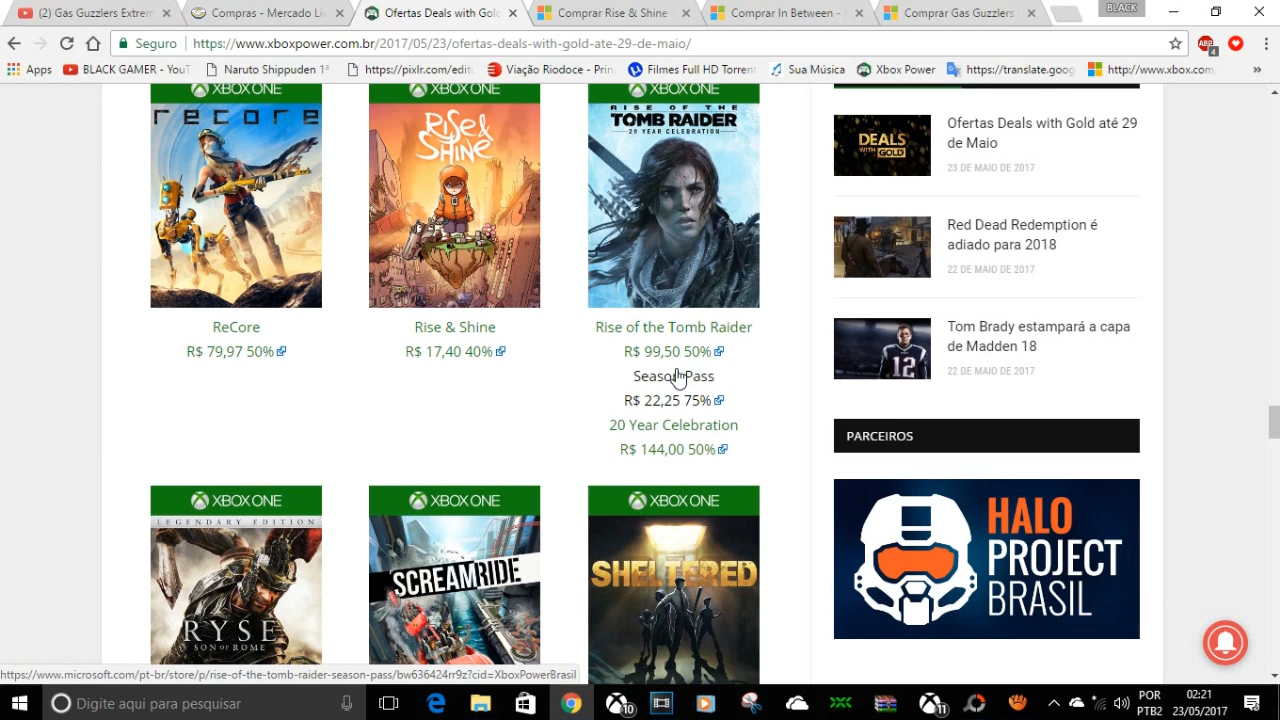 (2) Gas Guzzlers Extrem
Compras - Mercado Li
Ofertas Deals with Gold
Comprar Rise & Shine
Comprar In Between - M
Comprar Gas Guzzlers
BLACK
Seguro
https://www.xboxpower.com.br/2017/05/23/ofertas-deals-with-gold-ate-29-de-maio/
ABP
4
Apps
BLACK GAMER - YouT
Naruto Shippuden 1ª
https://pixlr.com/edit
Viação Riodoce - Prin
Filmes Full HD Torrent
Sua Música
Xbox Power
https://translate.goog
http://www.xbox.com
»
XBOX ONE
XBOX ONE
XBOX ONE
RECORE
RiSE &
SHiNE
RISE OF THE
TOMB RAIDER
20 YEAR CELEBRATION
ReCore
R$ 79,97 50%
Rise & Shine
R$ 17,40 40%
Rise of the Tomb Raider
R$ 99,50 50%
Season Pass
R$ 22,25 75%
20 Year Celebration
R$ 144,00 50%
XBOX ONE
XBOX ONE
XBOX ONE
LEGENDARY EDITION
RYSE
SON OF ROME
SCREAMRIDE
SHELTERED
DEALS
WITH GOLD
Ofertas Deals with Gold até 29
de Maio
23 DE MAIO DE 2017
Red Dead Redemption é
adiado para 2018
22 DE MAIO DE 2017
12
Tom Brady estampará a capa
de Madden 18
22 DE MAIO DE 2017
PARCEIROS
HALO
PROJECT
BRASIL
https://www.microsoft.com/pt-br/store/p/rise-of-the-tomb-raider-season-pass/bw636424rr9z?cid=XboxPowerBrasil
Digite aqui para pesquisar
10
11
POR
PTB2
02:21
23/05/2017